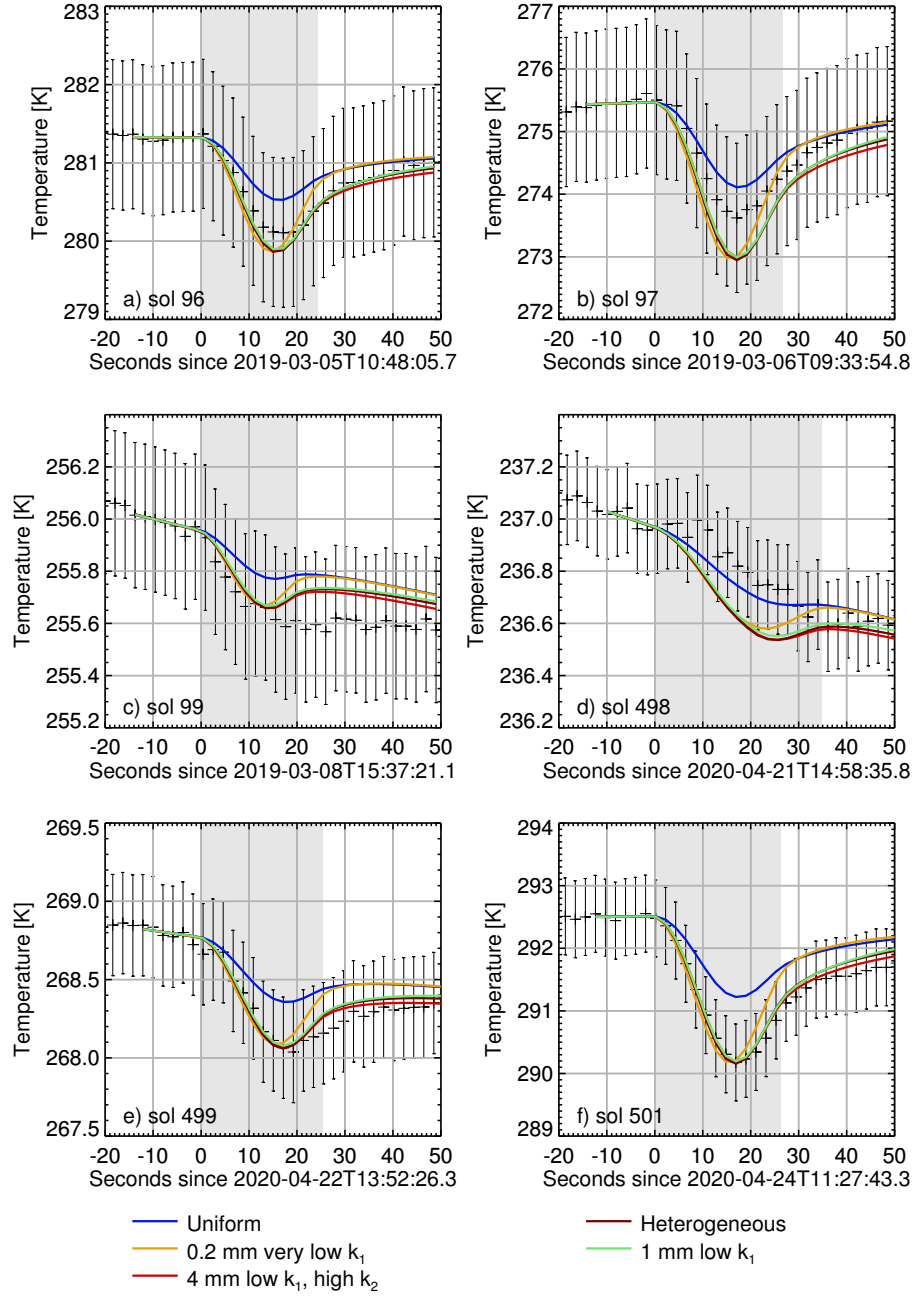 283
282
281
280
279
Temperature [K]
a) sol 96
-20 -10 0 10 20 30 40 50
Seconds since 2019-03-05T10:48:05.7
277
276
275
274
273
272
Temperature [K]
b) sol 97
-20 -10 0 10 20 30 40 50
Seconds since 2019-03-06T09:33:54.8
256.2
256.0
255.8
255.6
255.4
255.2
Temperature [K]
c) sol 99
-20 -10 0 10 20 30 40 50
Seconds since 2019-03-08T15:37:21.1
237.2
237.0
236.8
236.6
236.4
236.2
Temperature [K]
d) sol 498
-20 -10 0 10 20 30 40 50
Seconds since 2020-04-21T14:58:35.8
269.5
269.0
268.5
268.0
267.5
Temperature [K]
e) sol 499
-20 -10 0 10 20 30 40 50
Seconds since 2020-04-22T13:52:26.3
294
293
292
291
290
289
Temperature [K]
f) sol 501
-20 -10 0 10 20 30 40 50
Seconds since 2020-04-24T11:27:43.3
Uniform
0.2 mm very low k₁
4 mm low k₁, high k₂
Heterogeneous
1 mm low k₁